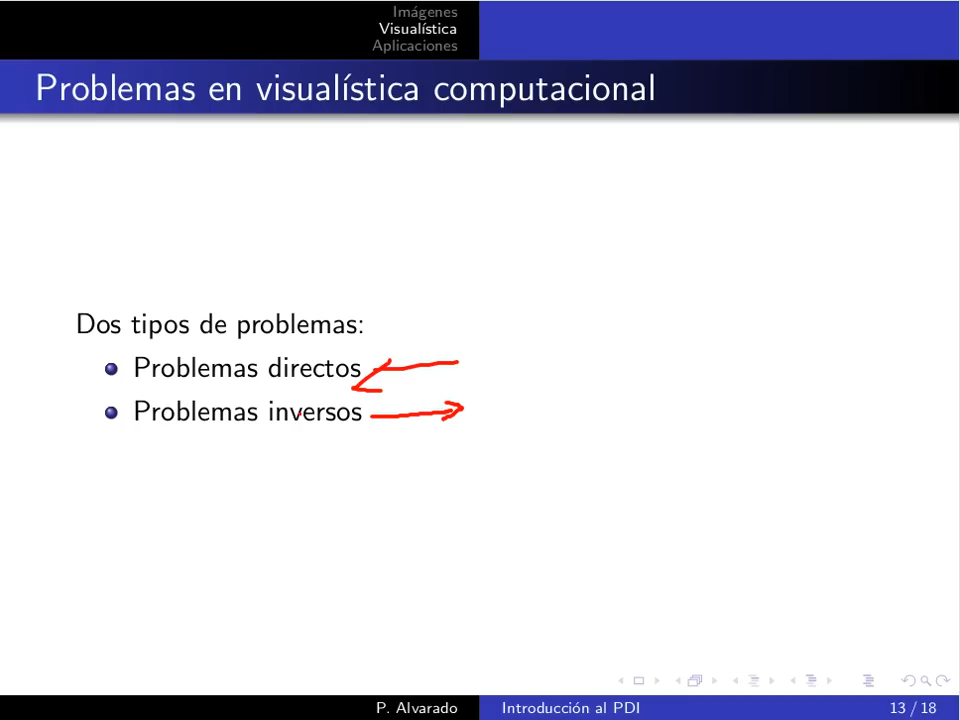 Imágenes
Visualística
Aplicaciones
Problemas en visualística computacional
Dos tipos de problemas:
Problemas directos
Problemas inversos
P. Alvarado
Introducción al PDI
13 / 18